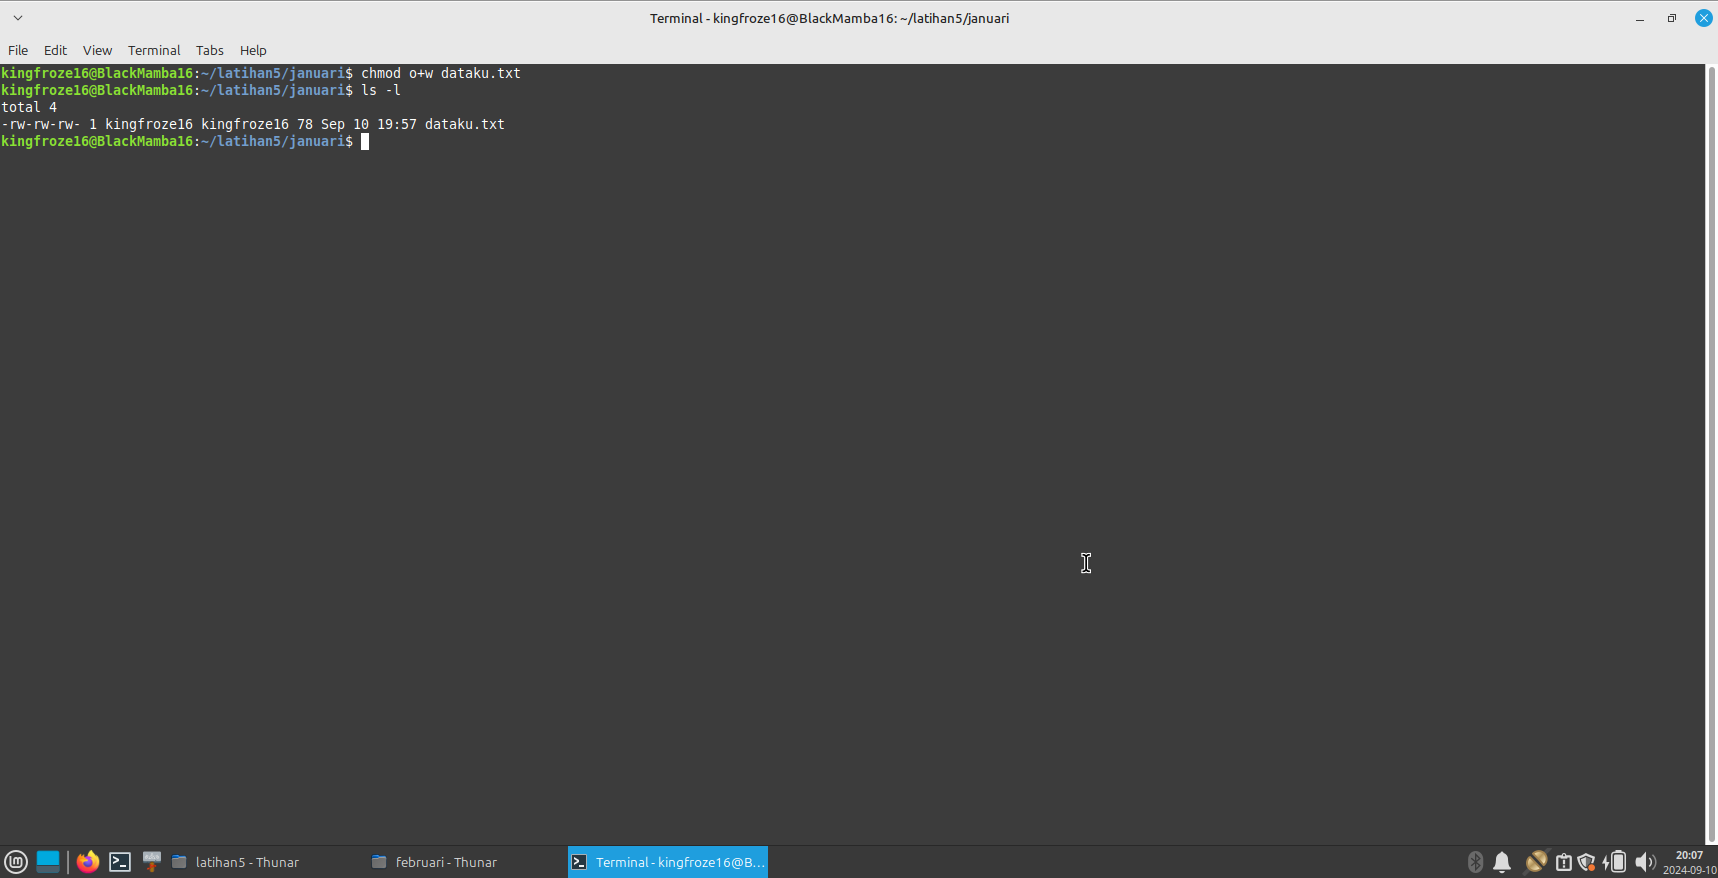 Terminal - kingfroze16@BlackMamba16: ~/latihan5/januari
File Edit View Terminal Tabs Help
kingfroze16@BlackMamba16:~/latihan5/januari$ chmod o+w dataku.txt
kingfroze16@BlackMamba16:~/latihan5/januari$ ls -l
total 4
-rw-rw-rw- 1 kingfroze16 kingfroze16 78 Sep 10 19:57 dataku.txt
kingfroze16@BlackMamba16:~/latihan5/januari$
latihan5 - Thunar
februari - Thunar
Terminal - kingfroze16@B...
20:07
2024-09-10